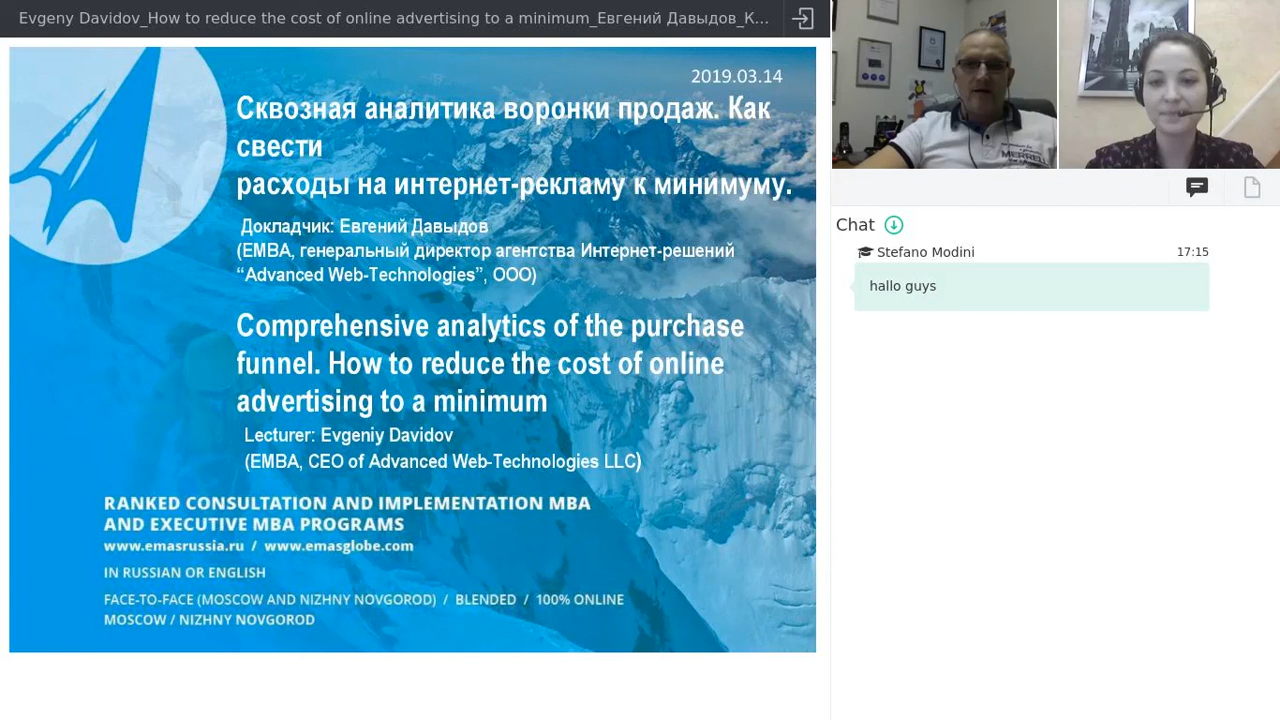 Evgeny Davidov_How to reduce the cost of online advertising to a minimum_Евгений Давыдов_К...
2019.03.14
Сквозная аналитика воронки продаж. Как
свести
расходы на интернет-рекламу к минимуму.
Докладчик: Евгений Давыдов
(EMBA, генеральный директор агентства Интернет-решений
“Advanced Web-Technologies”, ООО)
Comprehensive analytics of the purchase
funnel. How to reduce the cost of online
advertising to a minimum
Lecturer: Evgeniy Davidov
(EMBA, CEO of Advanced Web-Technologies LLC)
RANKED CONSULTATION AND IMPLEMENTATION MBA
AND EXECUTIVE MBA PROGRAMS
www.emasrussia.ru / www.emasglobe.com
IN RUSSIAN OR ENGLISH
FACE-TO-FACE (MOSCOW AND NIZHNY NOVGOROD) / BLENDED / 100% ONLINE
MOSCOW / NIZHNY NOVGOROD
MERRELL
Chat
Stefano Modini 17:15
hallo guys